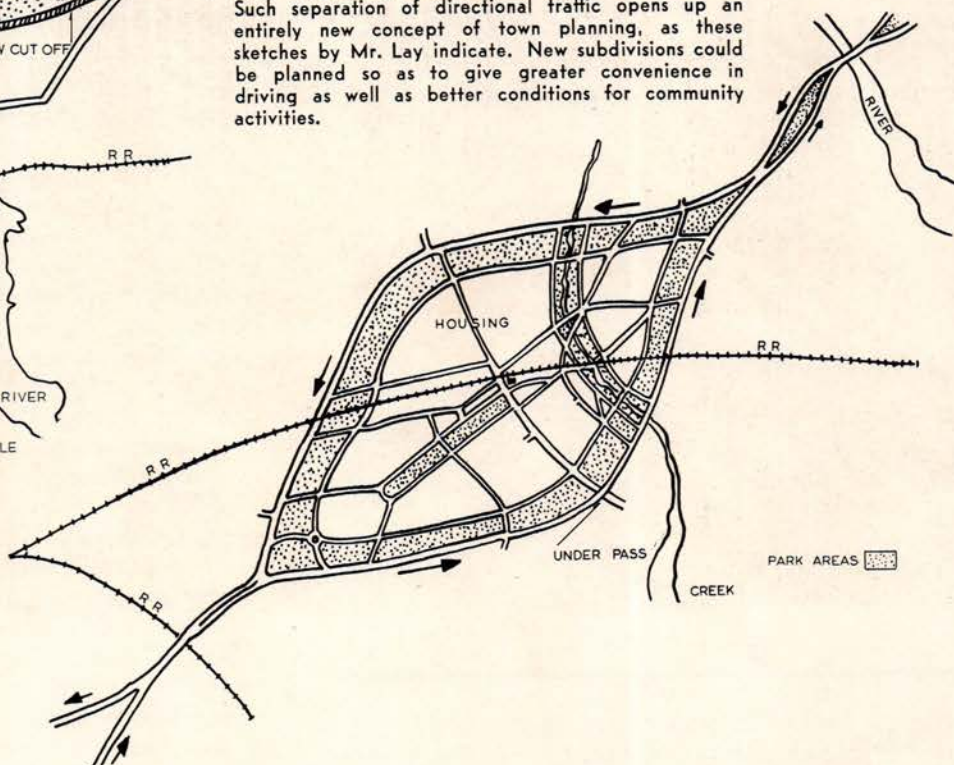 Such separation of directional traffic opens up an
entirely new concept of town planning, as these
sketches by Mr. Lay indicate. New subdivisions could
be planned so as to give greater convenience in
driving as well as better conditions for community
activities.
CUT OFF
R R
RIVER
HOUSING
R R
RIVER
R R
UNDER PASS
PARK AREAS
CREEK
R R